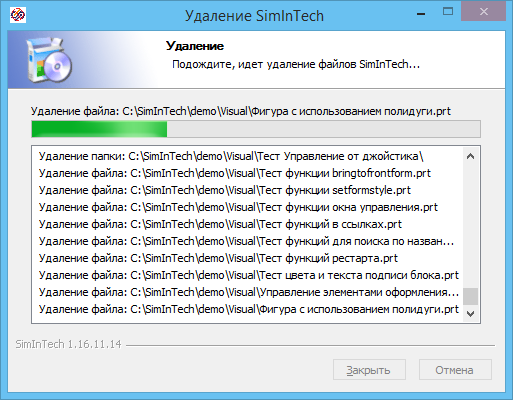 Удаление SimInTech
Удаление
Подождите, идет удаление файлов SimInTech...
Удаление файла: C:\SimInTech\demo\Visual\Фигура с использованием полидуги.prt
Удаление папки: C:\SimInTech\demo\Visual\Тест Управление от джойстика\
Удаление файла: C:\SimInTech\demo\Visual\Тест функции bringtofrontform.prt
Удаление файла: C:\SimInTech\demo\Visual\Тест функции setformstyle.prt
Удаление файла: C:\SimInTech\demo\Visual\Тест функции окна управления.prt
Удаление файла: C:\SimInTech\demo\Visual\Тест функций в ссылках.prt
Удаление файла: C:\SimInTech\demo\Visual\Тест функций для поиска по назван...
Удаление файла: C:\SimInTech\demo\Visual\Тест функций рестарта.prt
Удаление файла: C:\SimInTech\demo\Visual\Тест цвета и текста подписи блока.prt
Удаление файла: C:\SimInTech\demo\Visual\Управление элементами оформления...
Удаление файла: C:\SimInTech\demo\Visual\Фигура с использованием полидуги.prt
SimInTech 1.16.11.14
Закрыть
Отмена